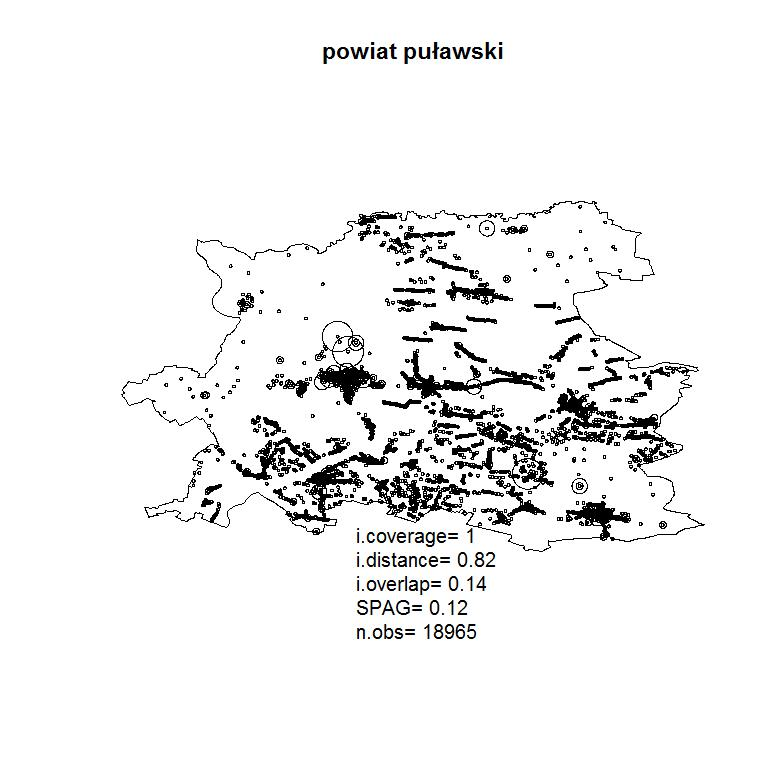 powiat puławski
i.coverage= 1
i.distance= 0.82
i.overlap= 0.14
SPAG= 0.12
n.obs= 18965